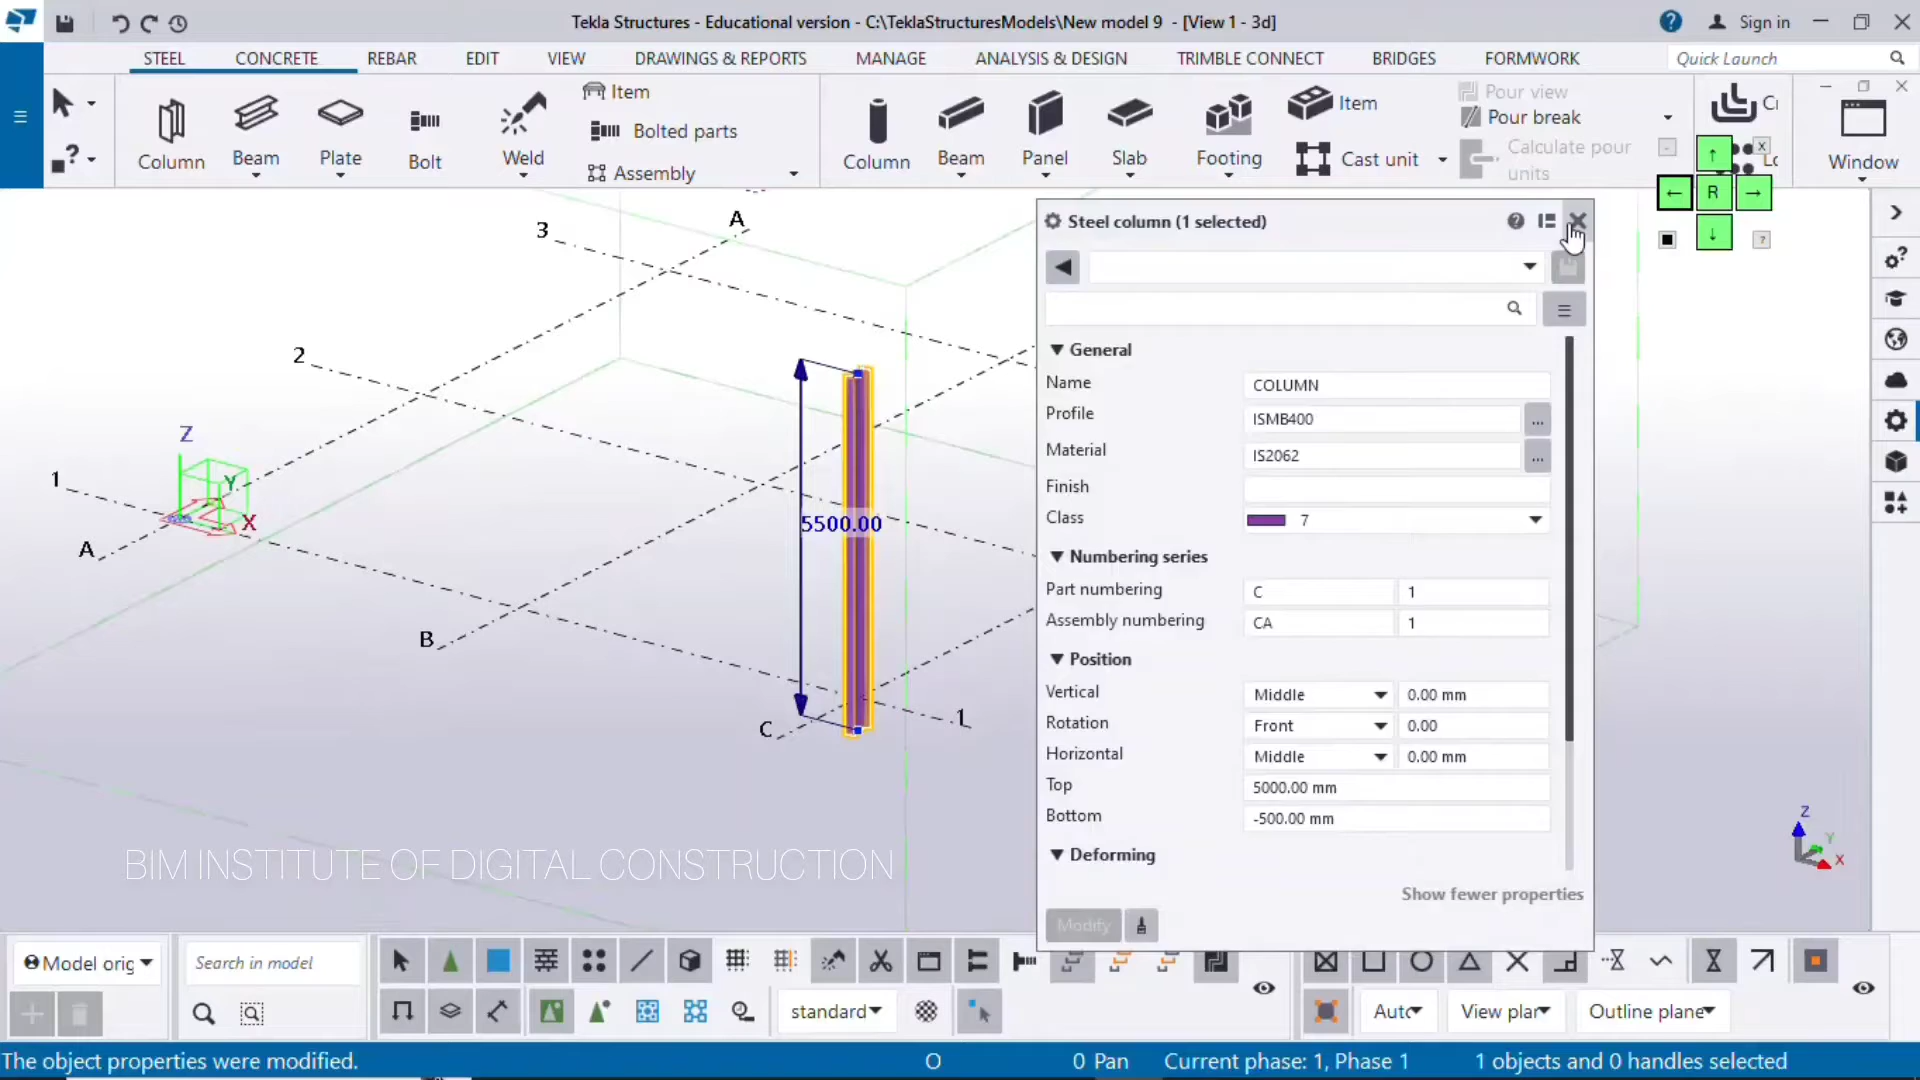 Tekla Structures - Educational version - C:\TeklaStructuresModels\New model 9 - [View 1 - 3d]
? Sign in
STEEL CONCRETE REBAR EDIT VIEW DRAWINGS & REPORTS MANAGE ANALYSIS & DESIGN TRIMBLE CONNECT BRIDGES FORMWORK Quick Launch
Column Beam Plate Bolt Weld Item Bolted parts Assembly
Column Beam Panel Slab Footing Item Cast unit
Pour view
Pour break
Calculate pour
units
Window
R
A
3
2
1
Z
Y
X
A
B
C
1
5500.00
Steel column (1 selected)
General
Name COLUMN
Profile ISMB400 ...
Material IS2062 ...
Finish
Class 7
Numbering series
Part numbering C 1
Assembly numbering CA 1
Position
Vertical Middle 0.00 mm
Rotation Front 0.00
Horizontal Middle 0.00 mm
Top 5000.00 mm
Bottom -500.00 mm
Deforming
Show fewer properties
Modify
Z
Y
X
BIM INSTITUTE OF DIGITAL CONSTRUCTION
Model orig Search in model
standard Auto View plar Outline plane
The object properties were modified. O 0 Pan Current phase: 1, Phase 1 1 objects and 0 handles selected